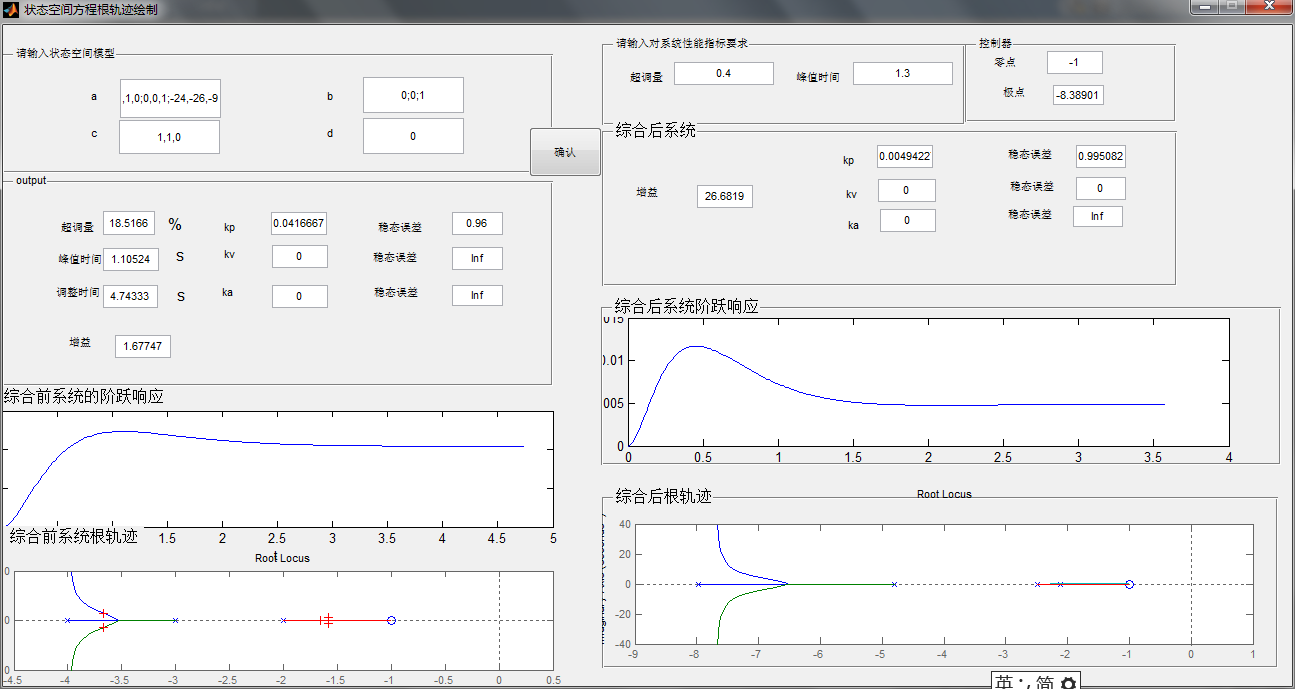 状态空间方程根轨迹绘制
请输入状态空间模型
a ,1,0;0,0,1;-24,-26,-9 b 0;0;1
c 1,1,0 d 0
确认
请输入对系统性能指标要求
超调量 0.4 峰值时间 1.3
控制器
零点 -1
极点 -8.38901
output
超调量 18.5166 % kp 0.0416667 稳态误差 0.96
峰值时间 1.10524 S kv 0 稳态误差 Inf
调整时间 4.74333 S ka 0 稳态误差 Inf
增益 1.67747
综合后系统
kp 0.0049422 稳态误差 0.995082
增益 26.6819 kv 0 稳态误差 0
ka 0 稳态误差 Inf
综合前系统的阶跃响应
1.5 2 2.5 3 3.5 4 4.5 5
t
综合前系统根轨迹
Root Locus
0
0
0
-4.5 -4 -3.5 -3 -2.5 -2 -1.5 -1 -0.5 0 0.5
综合后系统阶跃响应
015
0.01
005
0
0 0.5 1 1.5 2 2.5 3 3.5 4
综合后根轨迹
Root Locus
40
20
0
-20
-40
-9 -8 -7 -6 -5 -4 -3 -2 -1 0 1
英 简